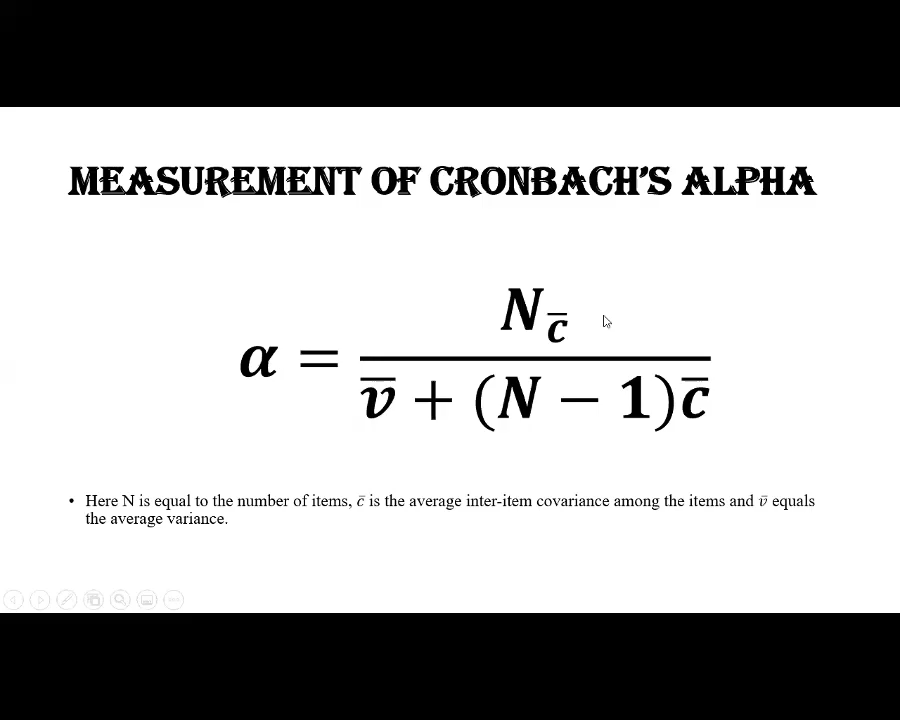 MEASUREMENT OF CRONBACH'S ALPHA
α = N_c̄ / (v̄ + (N − 1)c̄)
• Here N is equal to the number of items, c̄ is the average inter-item covariance among the items and v̄ equals
the average variance.